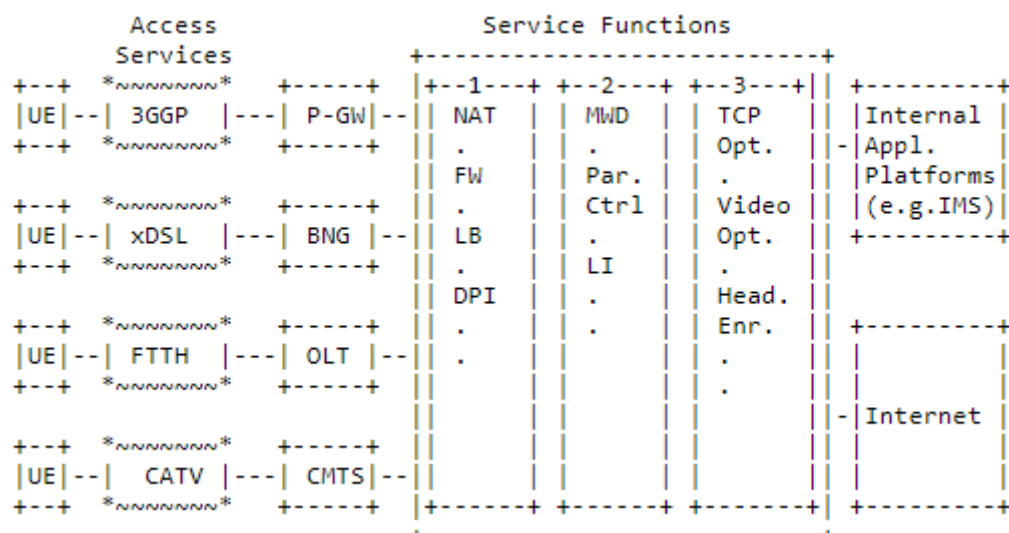 Access                 Service Functions
       Services            +---------------------------+
+--+  *~~~~~~~*   +-----+  |+--1---+ +--2---+ +--3---+|| +---------+
|UE|--| 3GGP  |---| P-GW|--|| NAT  | | MWD  | | TCP   || |Internal |
+--+  *~~~~~~~*   +-----+  || .    | | .    | | Opt.  ||-|Appl.    |
                           || FW   | | Par. | | .     || |Platforms|
+--+  *~~~~~~~*   +-----+  || .    | | Ctrl | | Video || |(e.g.IMS)|
|UE|--| xDSL  |---| BNG |--|| LB   | | .    | | Opt.  || +---------+
+--+  *~~~~~~~*   +-----+  || .    | | LI   | | .     ||
                           || DPI  | | .    | | Head. ||
+--+  *~~~~~~~*   +-----+  || .    | | .    | | Enr.  || +---------+
|UE|--| FTTH  |---| OLT |--|| .    | |      | | .     || |         |
+--+  *~~~~~~~*   +-----+  ||      | |      | | .     || |         |
                           ||      | |      | |       ||-|Internet |
+--+  *~~~~~~~*   +-----+  ||      | |      | |       || |         |
|UE|--|  CATV |---| CMTS|--||      | |      | |       || |         |
+--+  *~~~~~~~*   +-----+  |+------+ +------+ +-------+| +---------+